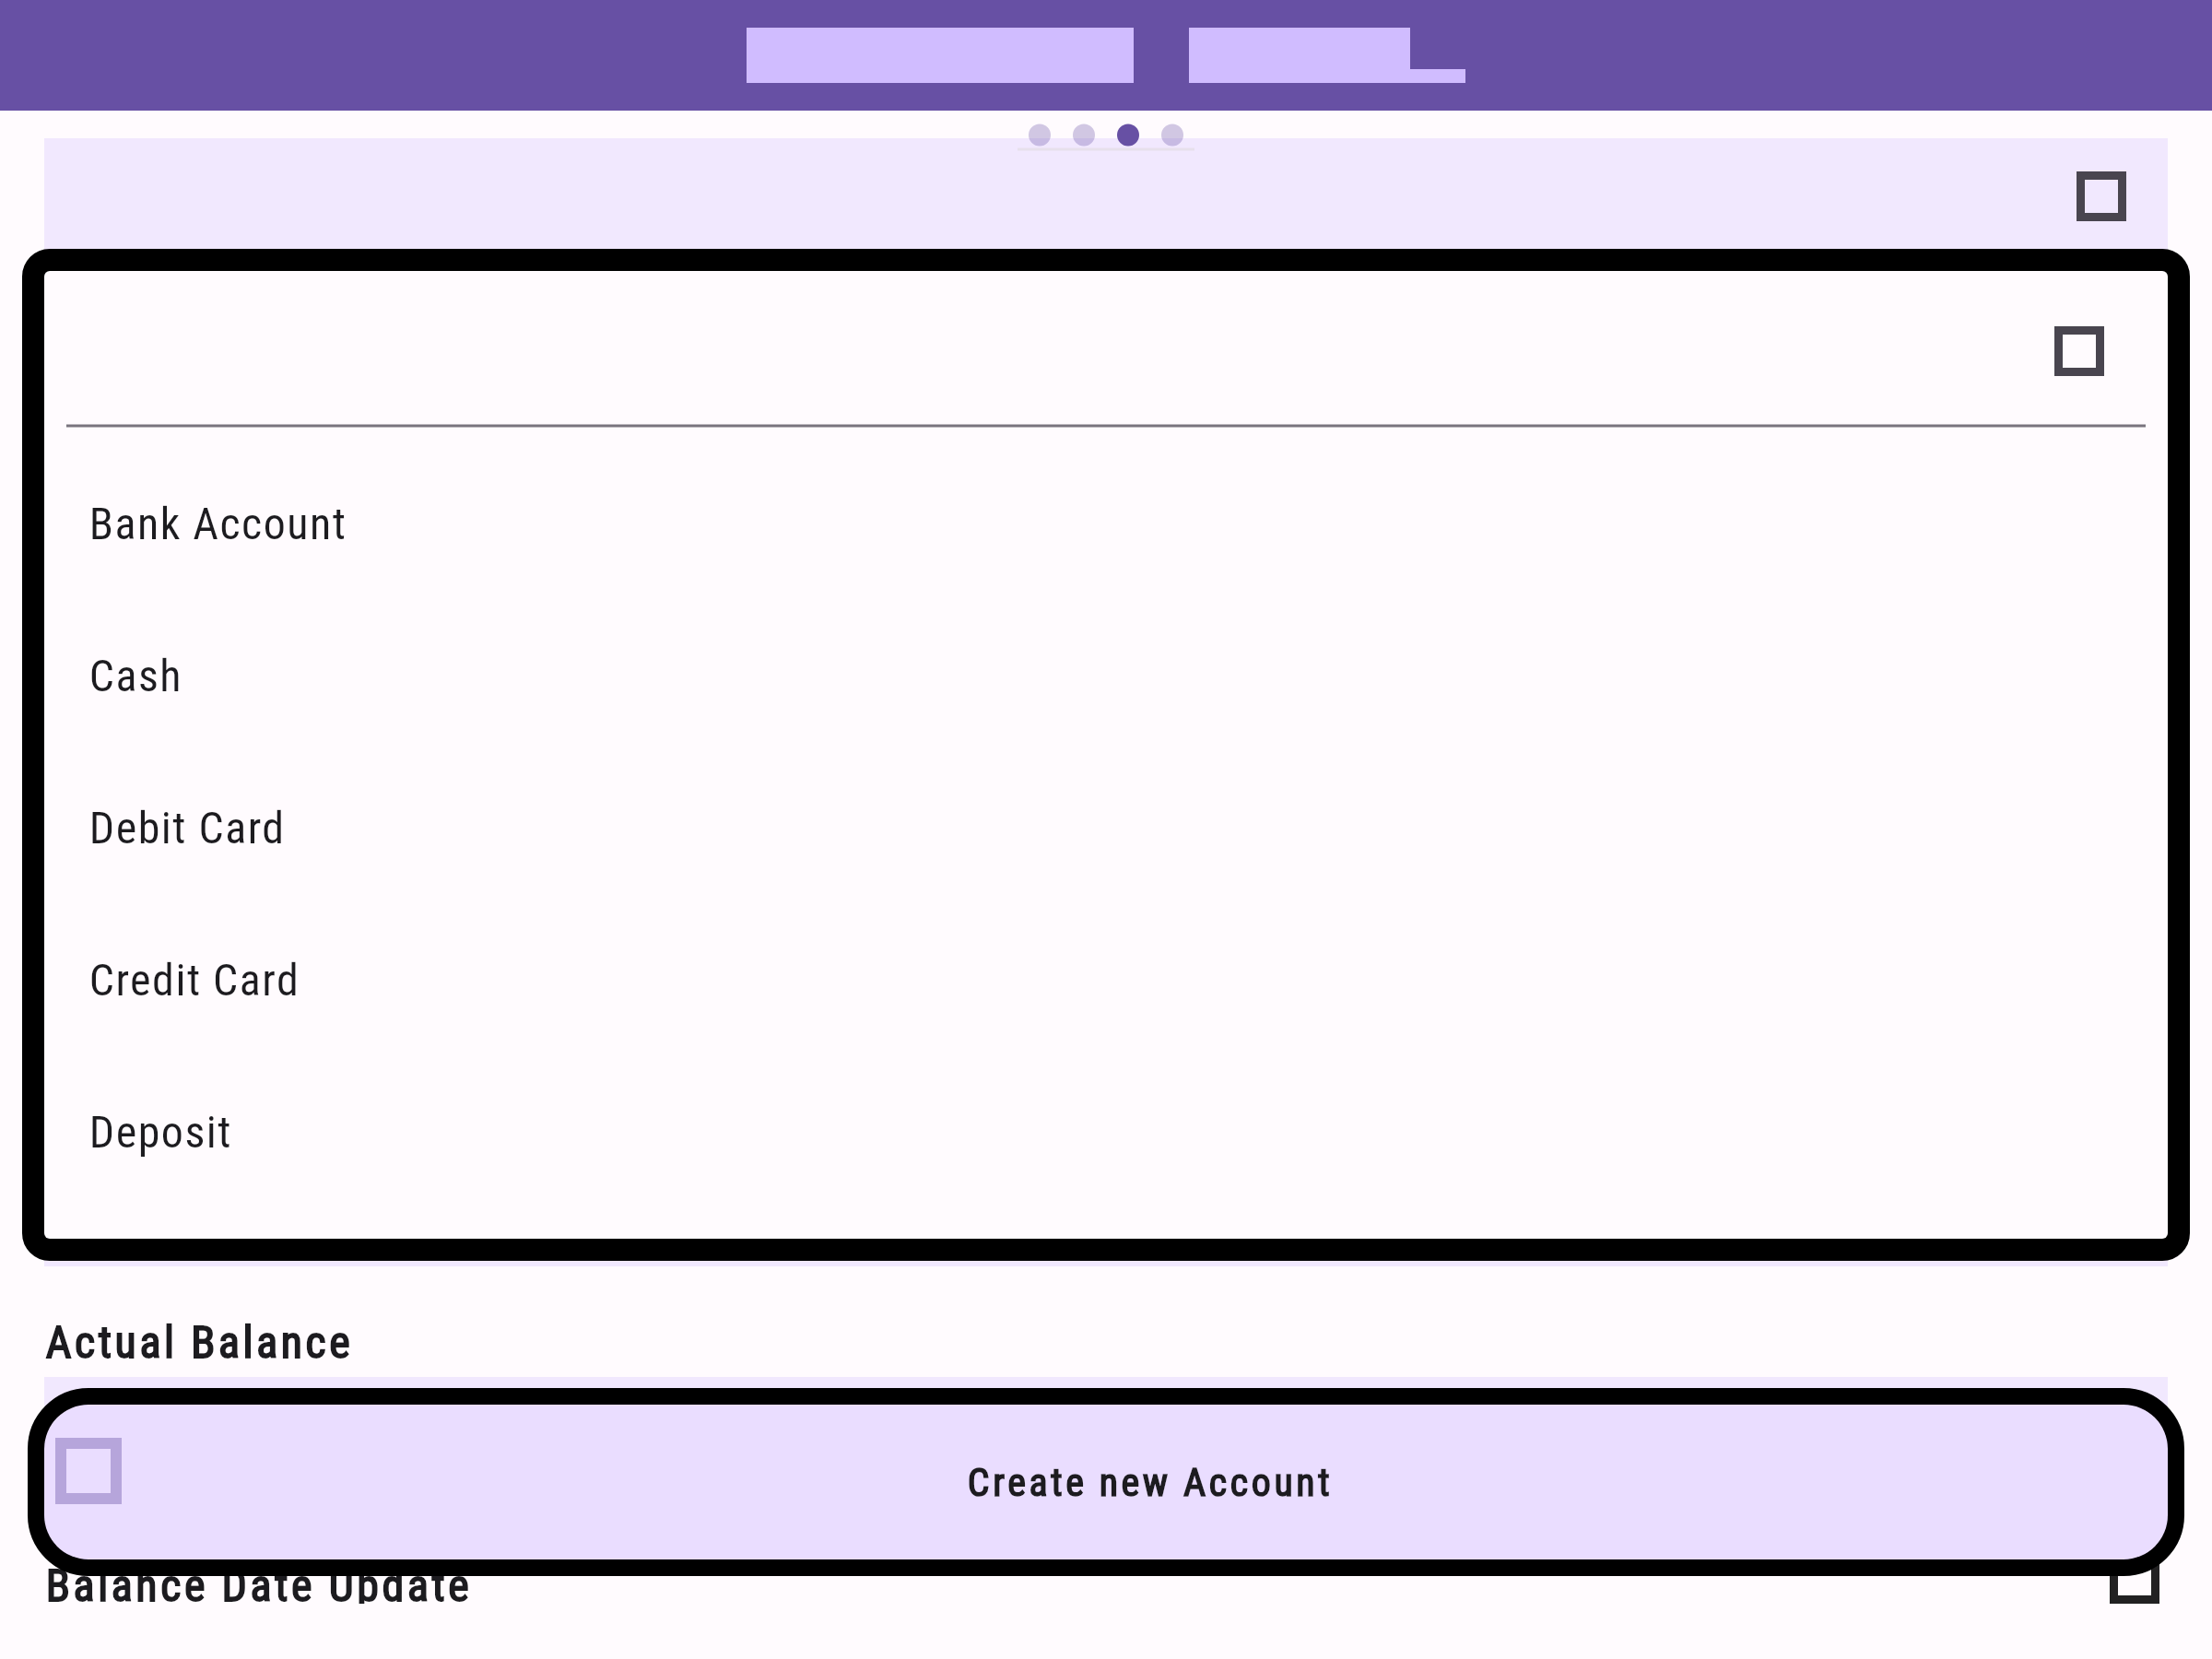 Bank Account
Cash
Debit Card
Credit Card
Deposit
Actual Balance
Create new Account
Balance Date Update